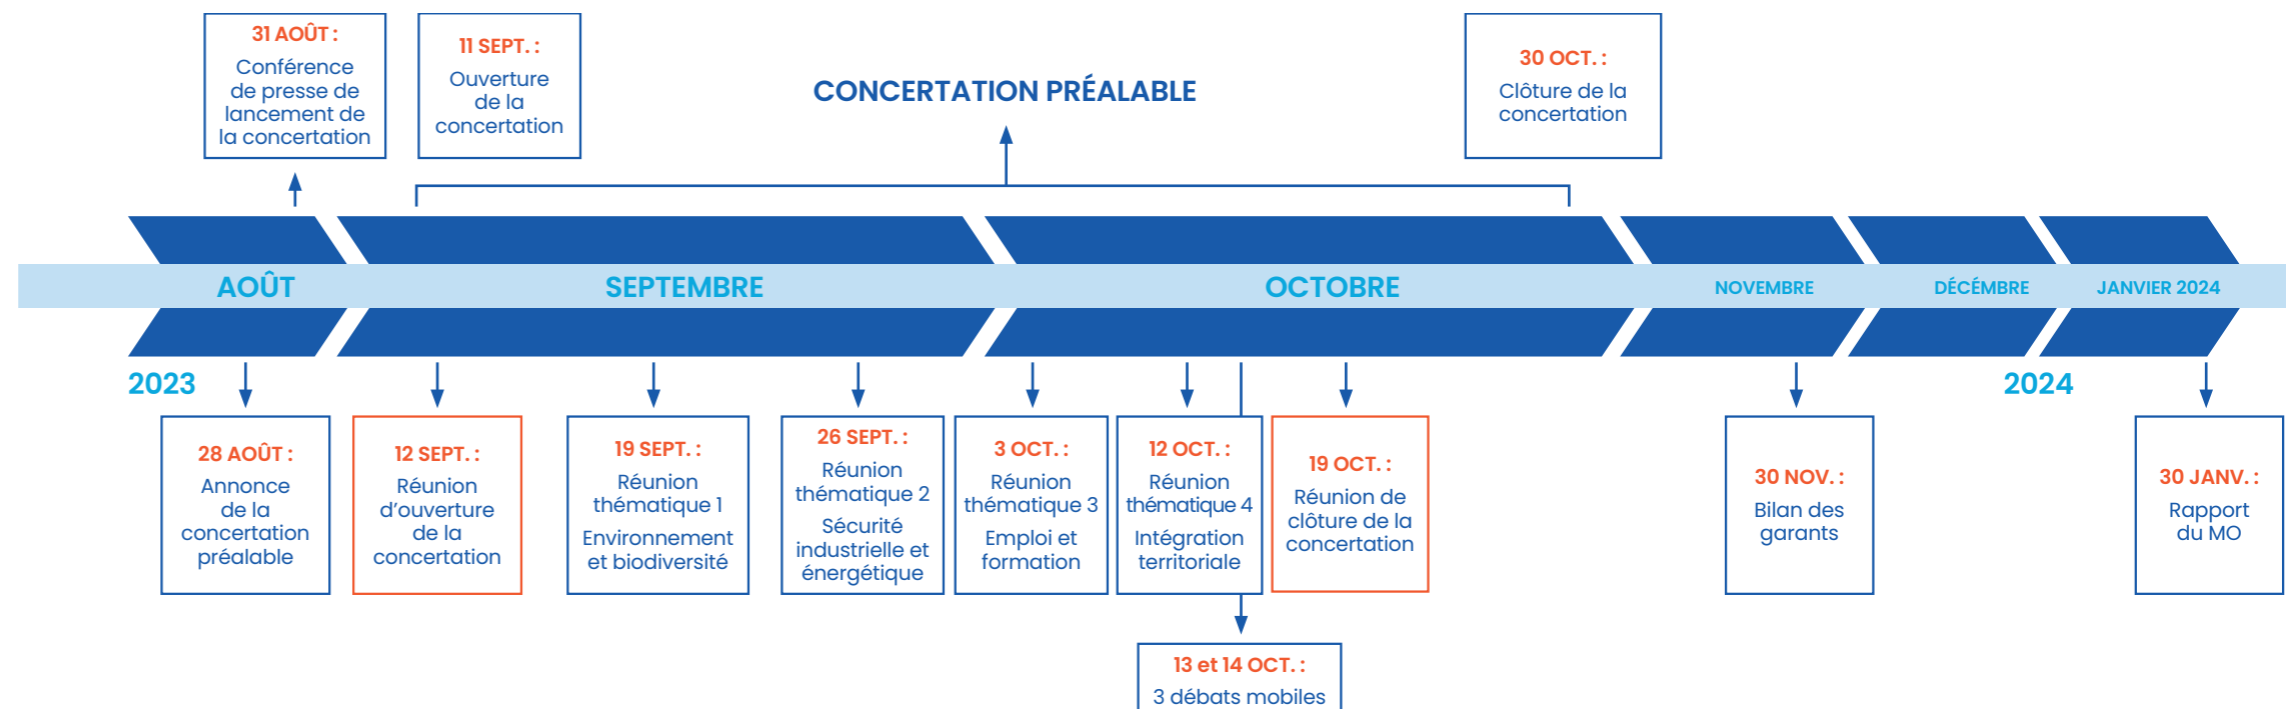 31 AOÛT :
Conférence
de presse de
lancement de
la concertation
11 SEPT. :
Ouverture
de la
concertation
CONCERTATION PRÉALABLE
30 OCT. :
Clôture de la
concertation
AOÛT
SEPTEMBRE
OCTOBRE
NOVEMBRE
DÉCÉMBRE
JANVIER 2024
2023
2024
28 AOÛT :
Annonce
de la
concertation
préalable
12 SEPT. :
Réunion
d'ouverture
de la
concertation
19 SEPT. :
Réunion
thématique 1
Environnement
et biodiversité
26 SEPT. :
Réunion
thématique 2
Sécurité
industrielle et
énergétique
3 OCT. :
Réunion
thématique 3
Emploi et
formation
12 OCT. :
Réunion
thématique 4
Intégration
territoriale
19 OCT. :
Réunion de
clôture de la
concertation
30 NOV. :
Bilan des
garants
30 JANV. :
Rapport
du MO
13 et 14 OCT. :
3 débats mobiles